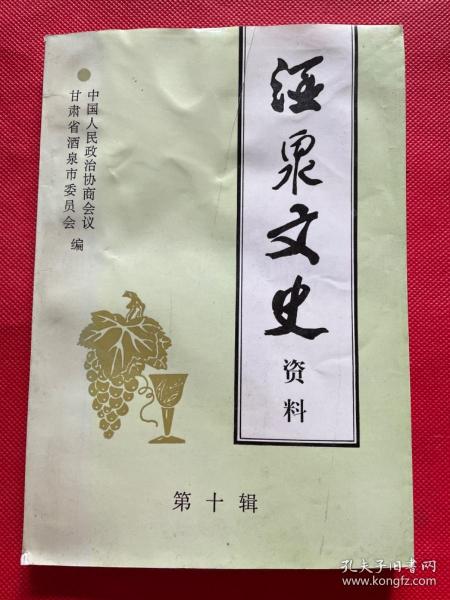 酒泉文史
资料
中国人民政治协商会议
甘肃省酒泉市委员会 编
第十辑
孔夫子旧书网
www.kongfz.com